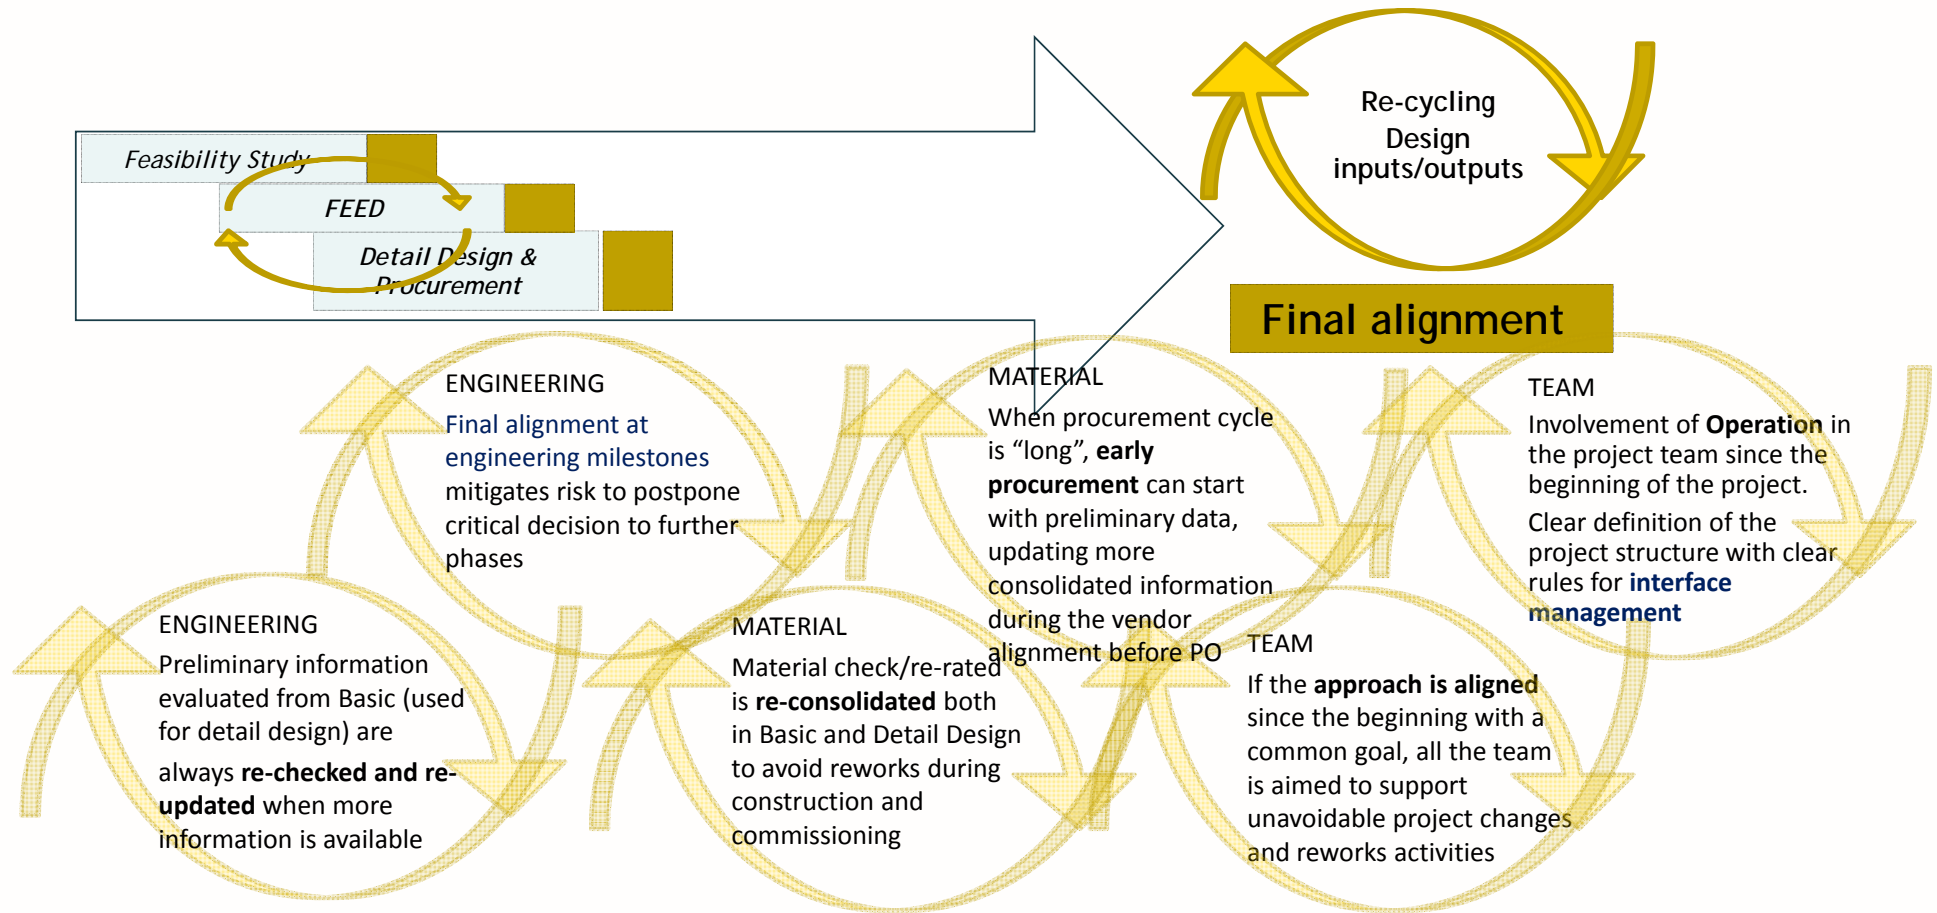 Feasibility Study
FEED
Detail Design &
Procurement
Re-cycling
Design
inputs/outputs
Final alignment
ENGINEERING
Final alignment at
engineering milestones
mitigates risk to postpone
critical decision to further
phases
MATERIAL
When procurement cycle
is “long”, early
procurement can start
with preliminary data,
updating more
consolidated information
during the vendor
alignment before PO
TEAM
Involvement of Operation in
the project team since the
beginning of the project.
Clear definition of the
project structure with clear
rules for interface
management
ENGINEERING
Preliminary information
evaluated from Basic (used
for detail design) are
always re-checked and re-
updated when more
information is available
MATERIAL
Material check/re-rated
is re-consolidated both
in Basic and Detail Design
to avoid reworks during
construction and
commissioning
TEAM
If the approach is aligned
since the beginning with a
common goal, all the team
is aimed to support
unavoidable project changes
and reworks activities